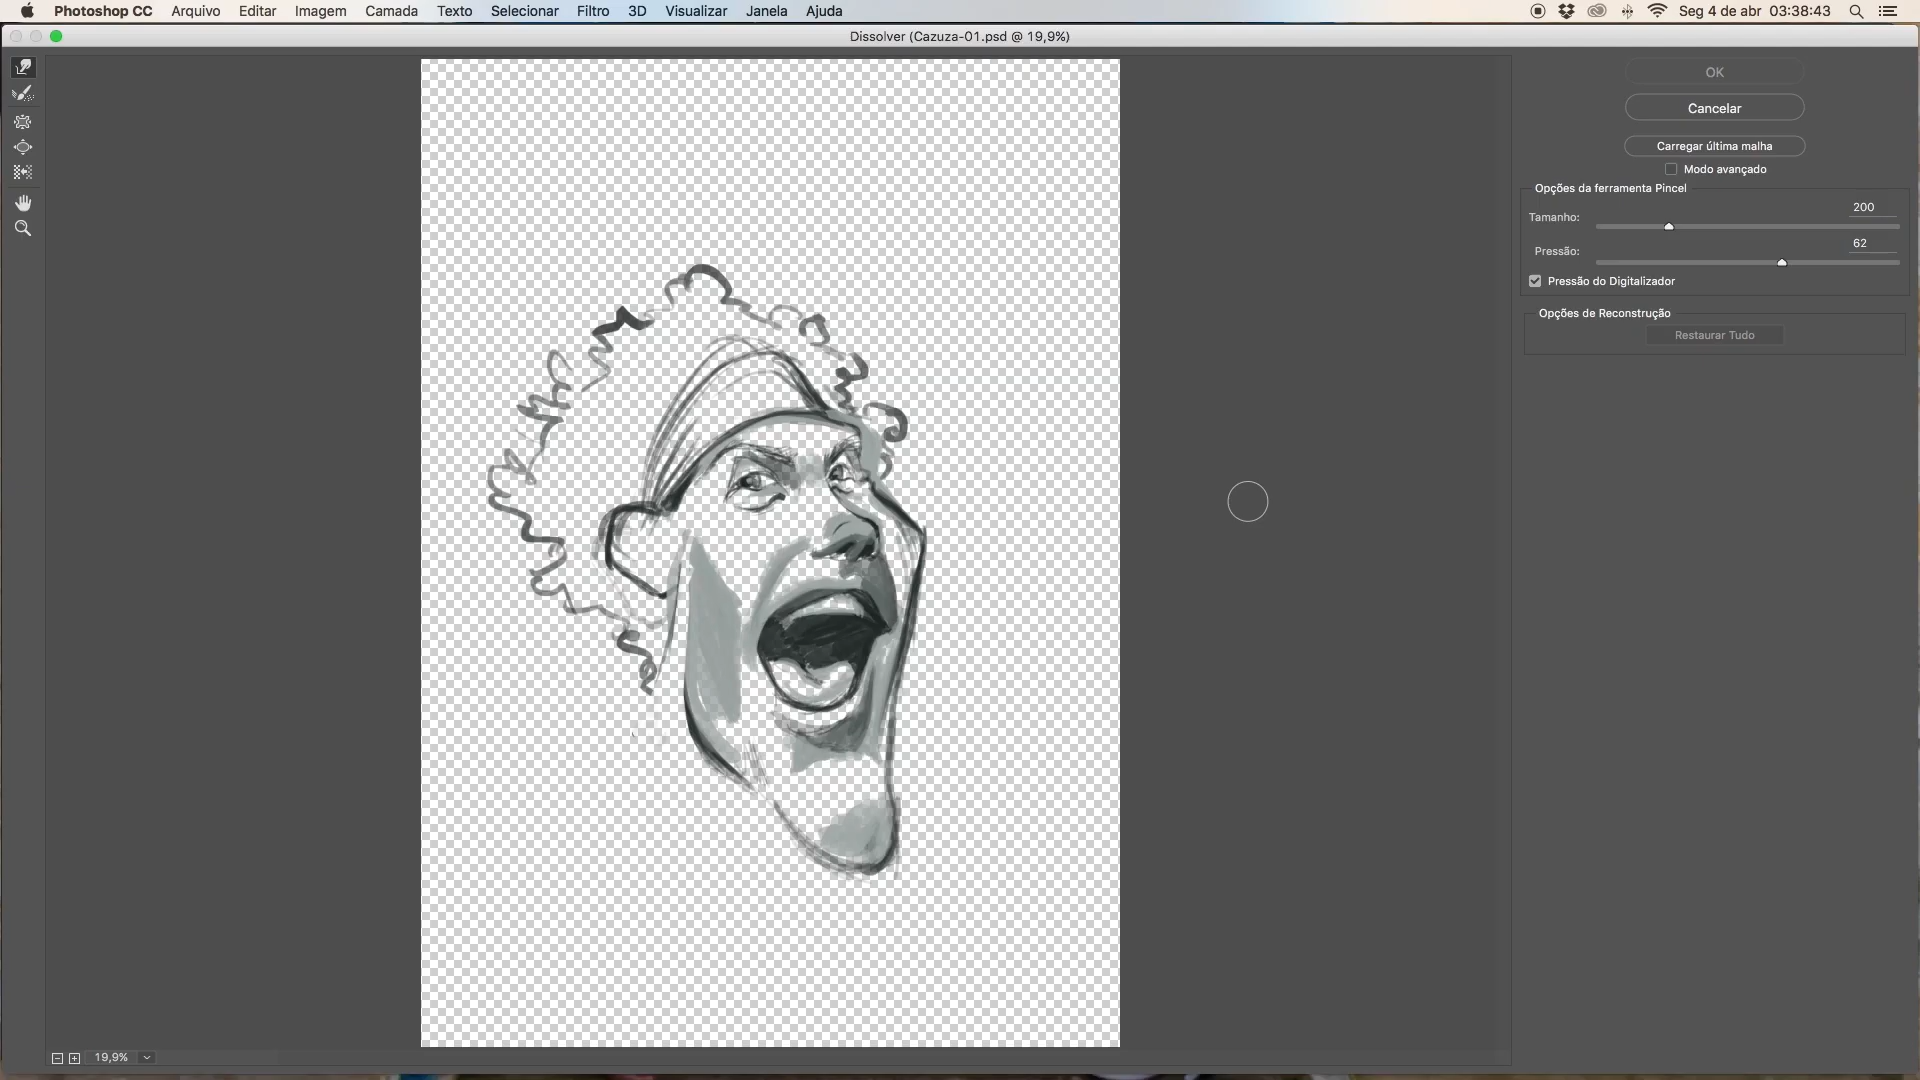 Photoshop CC Arquivo Editar Imagem Camada Texto Selecionar Filtro 3D Visualizar Janela Ajuda Seg 4 de abr 03:38:43
Dissolver (Cazuza-01.psd @ 19,9%)
OK
Cancelar
Carregar última malha
Modo avançado
Opções da ferramenta Pincel
Tamanho: 200
Pressão: 62
Pressão do Digitalizador
Opções de Reconstrução
Restaurar Tudo
19,9%